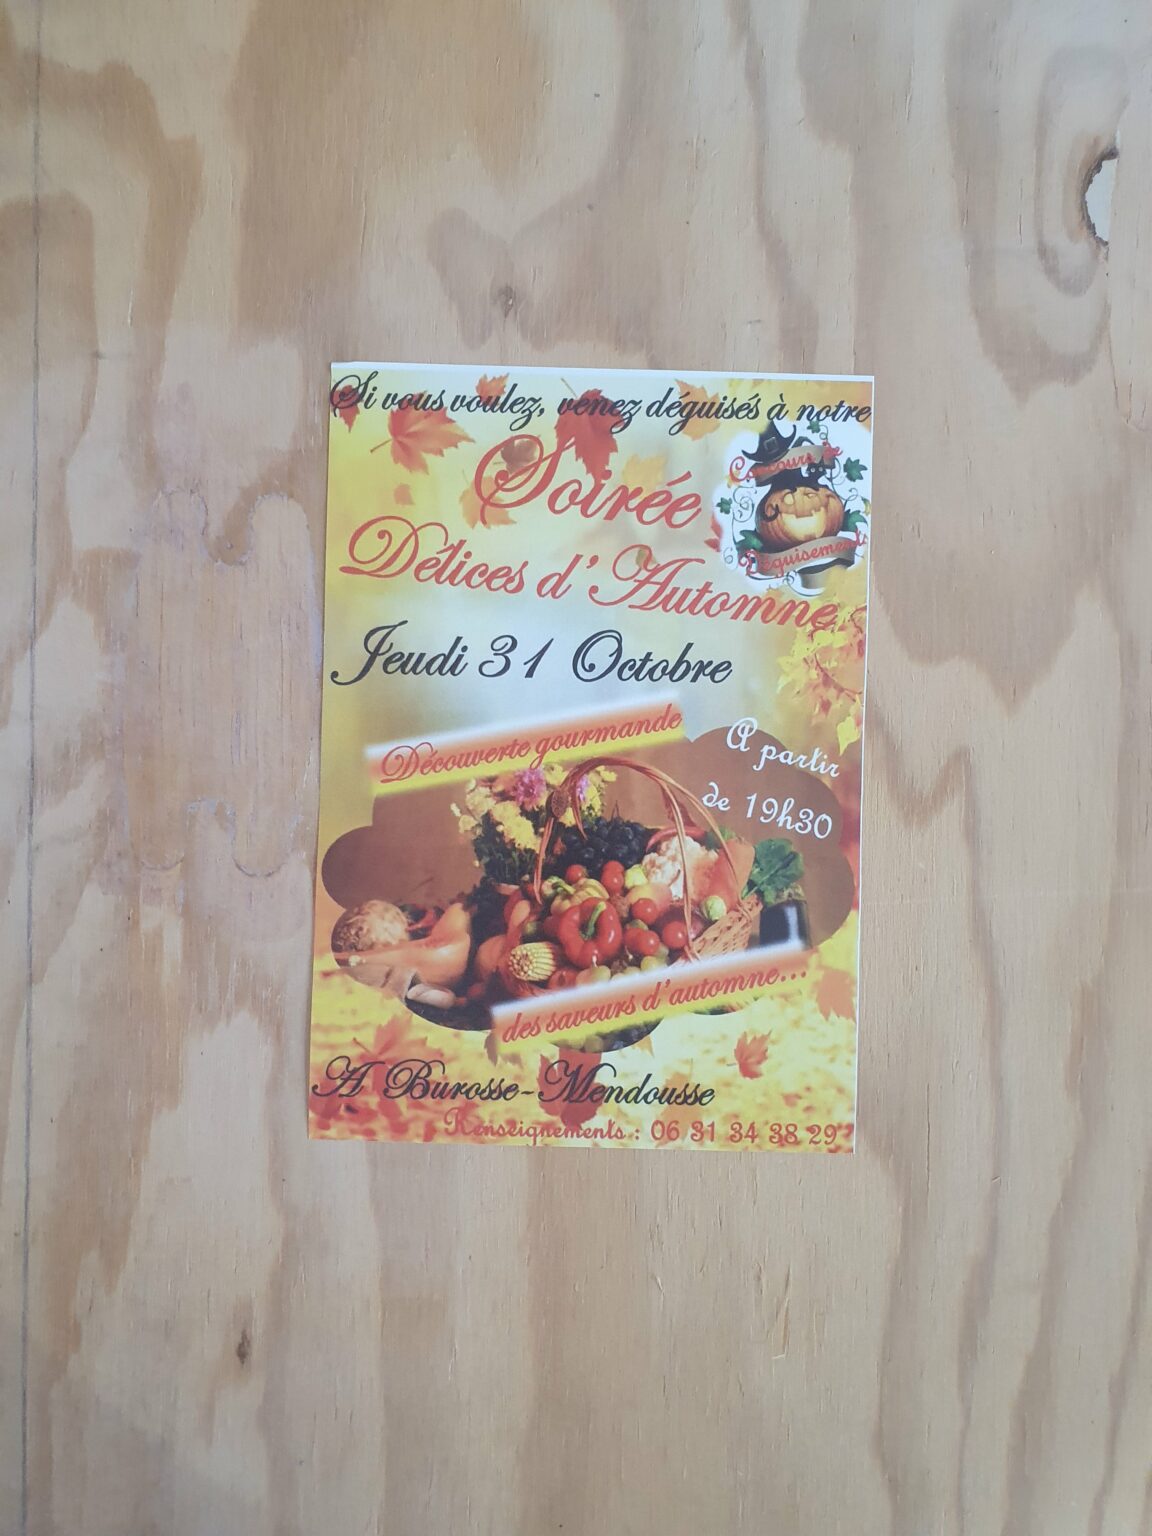 Si vous voulez, venez déguisés à notre
Soirée
Concours de
Déguisements
Délices d'Automne
Jeudi 31 Octobre
Découverte gourmande
A partir
de 19h30
des saveurs d'automne...
A Burosse-Mendousse
Renseignements : 06 31 34 38 29